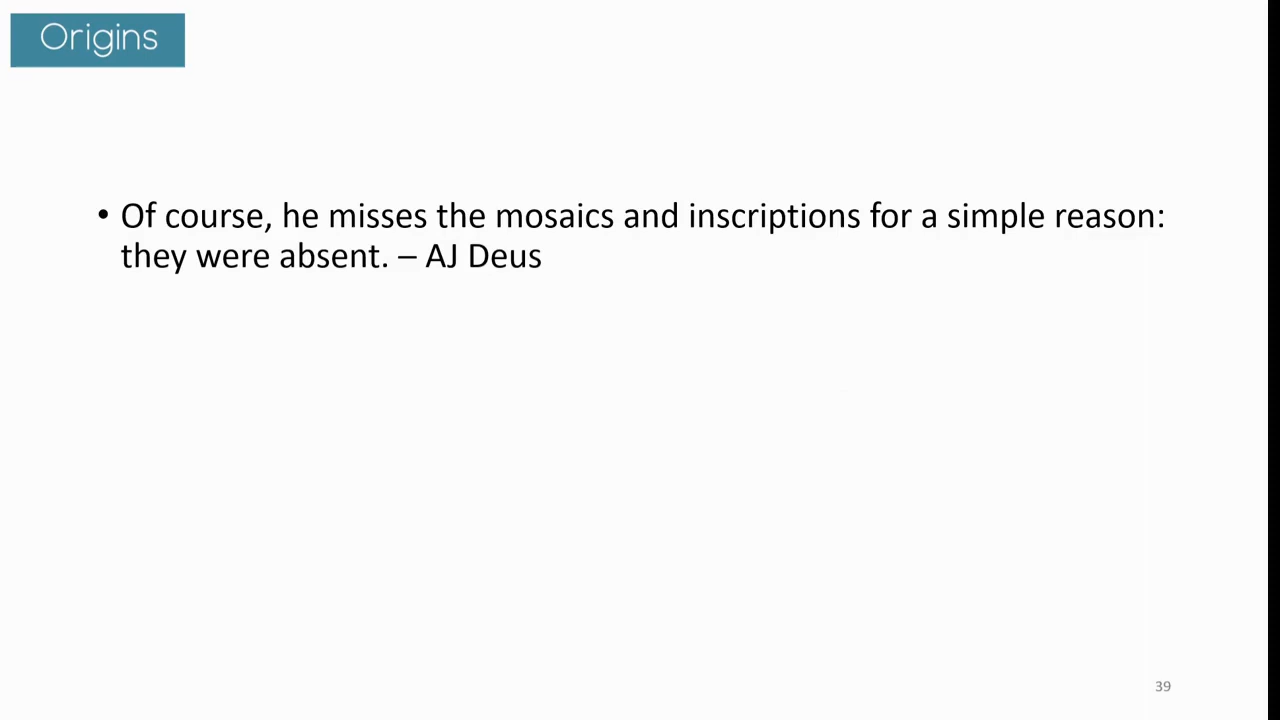 Origins
• Of course, he misses the mosaics and inscriptions for a simple reason:
they were absent. – AJ Deus
39